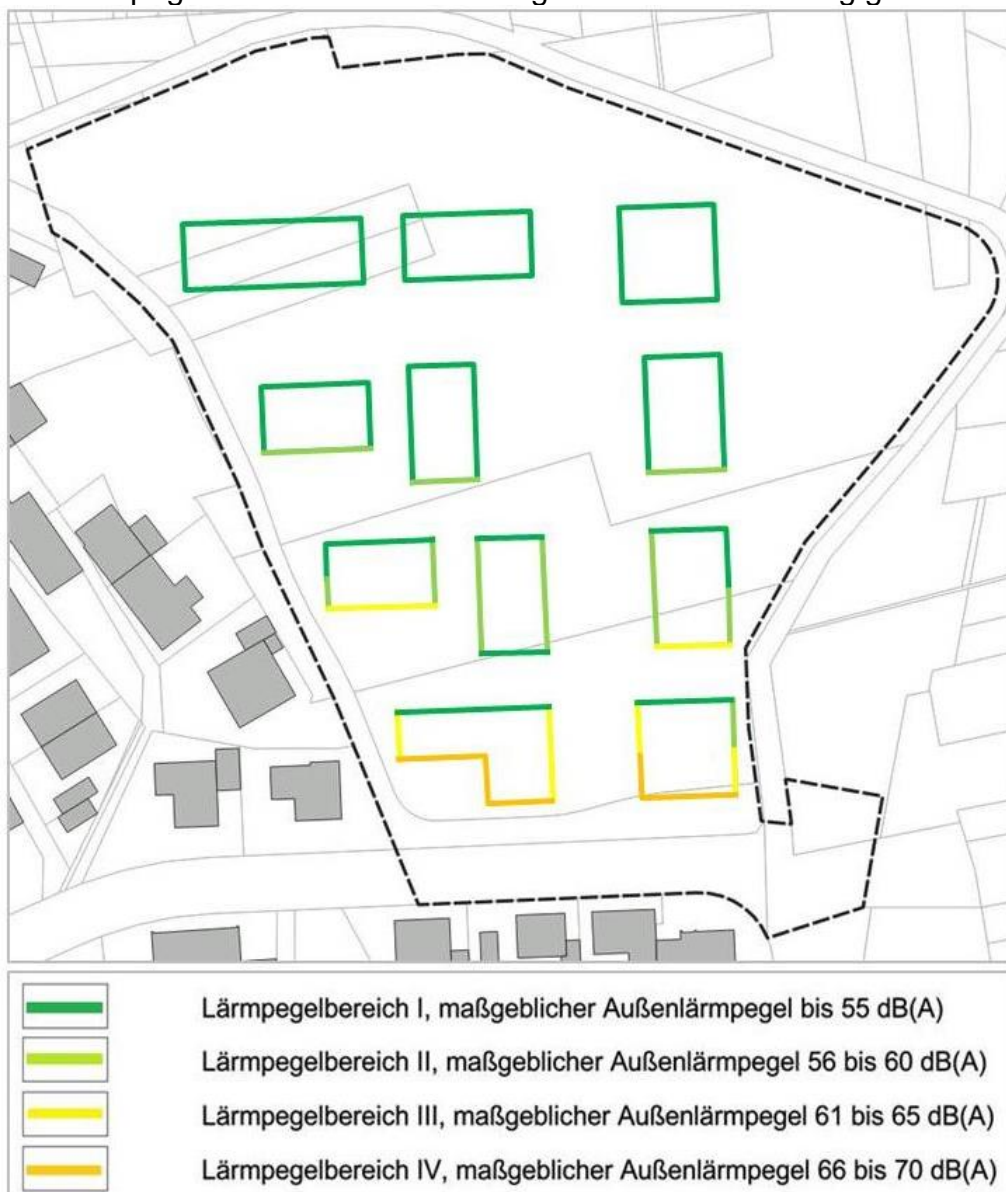 Lärmpegelbereich I, maßgeblicher Außenlärmpegel bis 55 dB(A)
Lärmpegelbereich II, maßgeblicher Außenlärmpegel 56 bis 60 dB(A)
Lärmpegelbereich III, maßgeblicher Außenlärmpegel 61 bis 65 dB(A)
Lärmpegelbereich IV, maßgeblicher Außenlärmpegel 66 bis 70 dB(A)